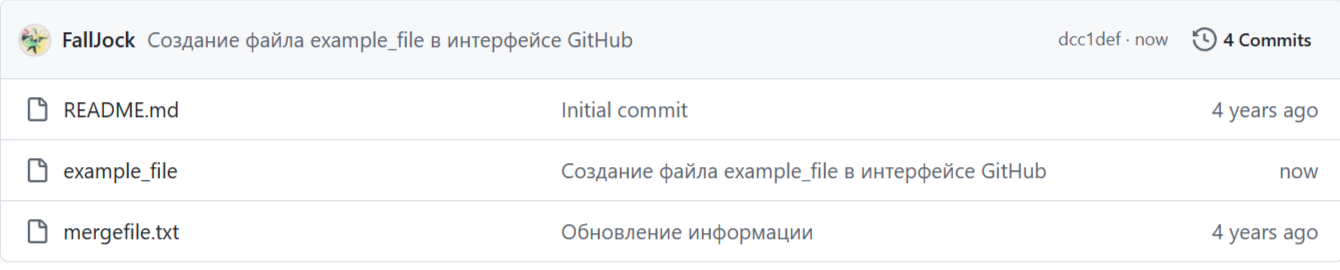 FallJock Создание файла example_file в интерфейсе GitHub dcc1def · now 4 Commits
README.md Initial commit 4 years ago
example_file Создание файла example_file в интерфейсе GitHub now
mergefile.txt Обновление информации 4 years ago